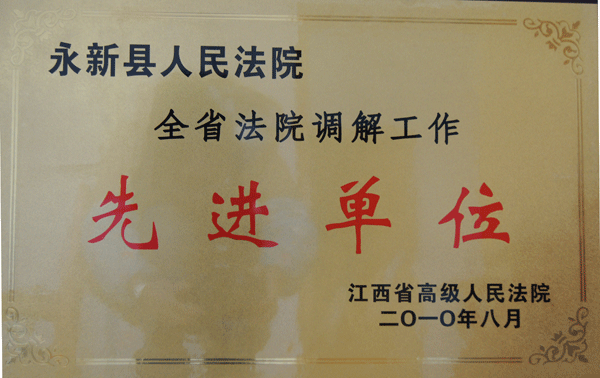 永新县人民法院
全省法院调解工作
先进单位
江西省高级人民法院
二〇一〇年八月